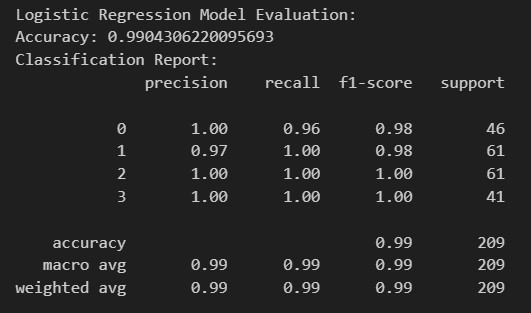 Logistic Regression Model Evaluation:
Accuracy: 0.9904306220095693
Classification Report:
precision recall f1-score support
0 1.00 0.96 0.98 46
1 0.97 1.00 0.98 61
2 1.00 1.00 1.00 61
3 1.00 1.00 1.00 41
accuracy 0.99 209
macro avg 0.99 0.99 0.99 209
weighted avg 0.99 0.99 0.99 209